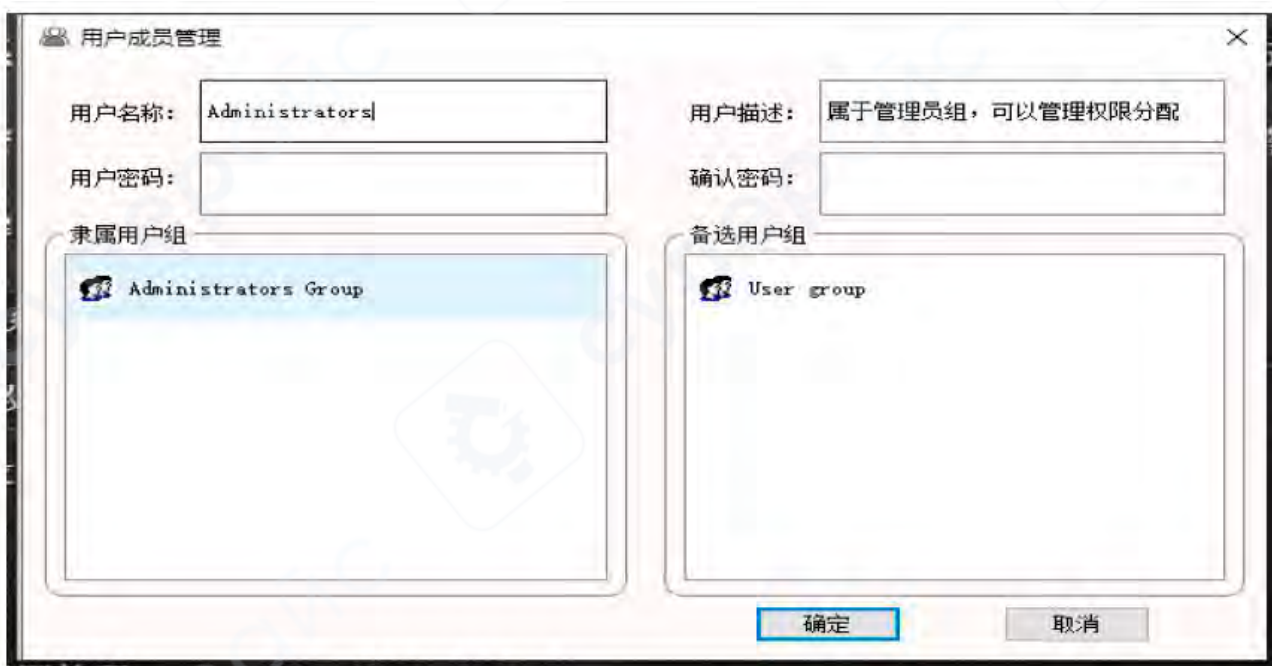 用户成员管理
用户名称: Administrators 用户描述: 属于管理员组，可以管理权限分配
用户密码: 确认密码:
隶属用户组 备选用户组
Administrators Group User group
确定 取消